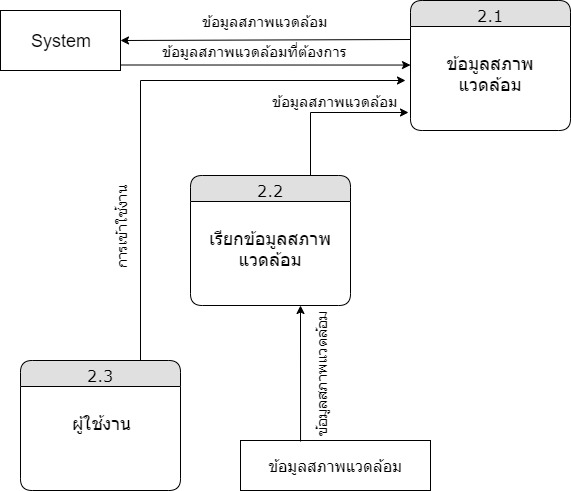 ข้อมูลสภาพแวดล้อม
System
ข้อมูลสภาพแวดล้อมที่ต้องการ
2.1
ข้อมูลสภาพ
แวดล้อม
ข้อมูลสภาพแวดล้อม
การเข้าใช้งาน
2.2
เรียกข้อมูลสภาพ
แวดล้อม
ข้อมูลสภาพแวดล้อม
2.3
ผู้ใช้งาน
ข้อมูลสภาพแวดล้อม